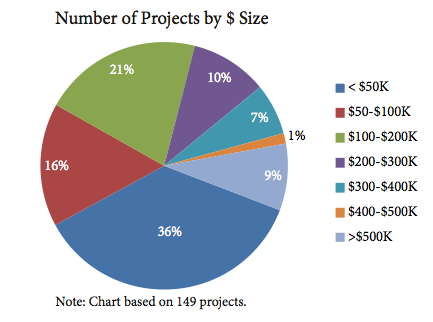 Number of Projects by $ Size
21%
10%
7%
1%
9%
16%
36%
< $50K
$50-$100K
$100-$200K
$200-$300K
$300-$400K
$400-$500K
>$500K
Note: Chart based on 149 projects.